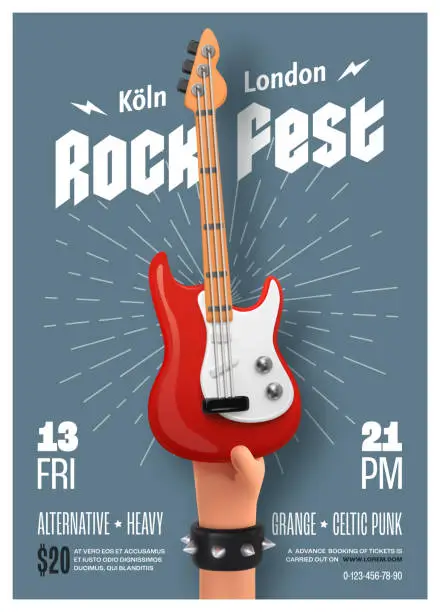 Köln London
Rock Fest
13 21
FRI PM
ALTERNATIVE ★ HEAVY GRANGE ★ CELTIC PUNK
$20
AT VERO EOS ET ACCUSAMUS
ET IUSTO ODIO DIGNISSIMOS
DUCIMUS, QUI BLANDITIIS
A ADVANCE BOOKING OF TICKETS IS
CARRIED OUT ON WWW.LOREM.DOM
0-123-456-78-90